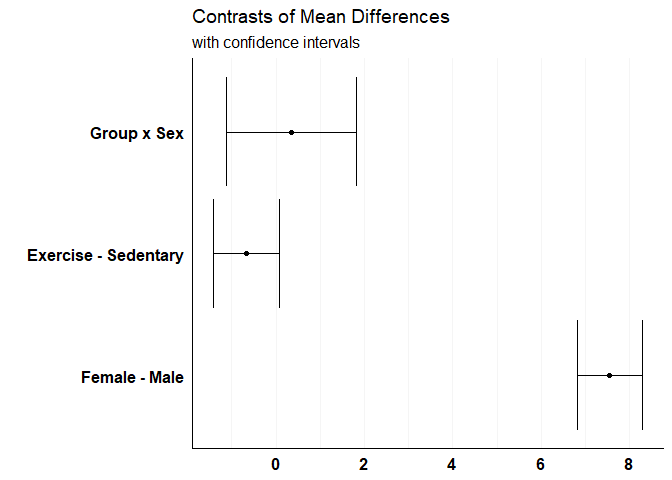 Contrasts of Mean Differences
with confidence intervals
Group x Sex
Exercise - Sedentary
Female - Male
0 2 4 6 8